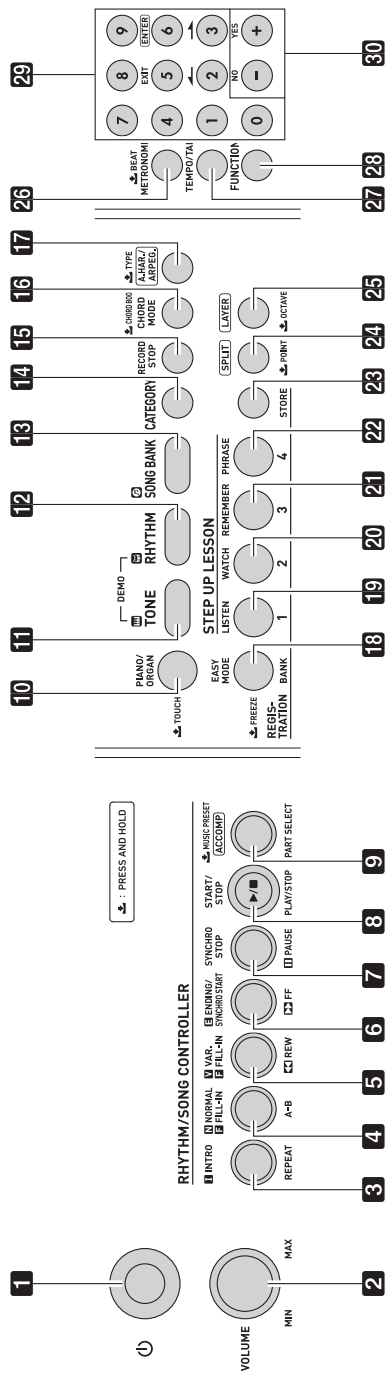 1
2
VOLUME
MIN MAX
: PRESS AND HOLD
RHYTHM/SONG CONTROLLER
I INTRO
N NORMAL
F FILL-IN
V VAR.
F FILL-IN
E ENDING/
SYNCHRO START
SYNCHRO
STOP
START/
STOP
MUSIC PRESET
ACCOMP
REPEAT
A-B
REW
FF
PAUSE
PLAY/STOP
PART SELECT
3 4 5 6 7 8 9
10 11 12 13 14 15 16 17
DEMO
PIANO/
ORGAN
TONE
RHYTHM
SONG BANK
CATEGORY
RECORD
STOP
CHORD BOO
CHORD
MODE
TYPE
A.HAR./
ARPEG.
TOUCH
STEP UP LESSON
EASY
MODE
LISTEN
WATCH
REMEMBER
PHRASE
SPLIT
LAYER
FREEZE
REGIS-
TRATION
BANK
1
2
3
4
STORE
POINT
OCTAVE
18 19 20 21 22 23 24 25
26
27
28
29
30
BEAT
METRONOM
TEMPO/TA
FUNCTION
7 8 9
EXIT ENTER
4 5 6
1 2 3
NO YES
0 − +